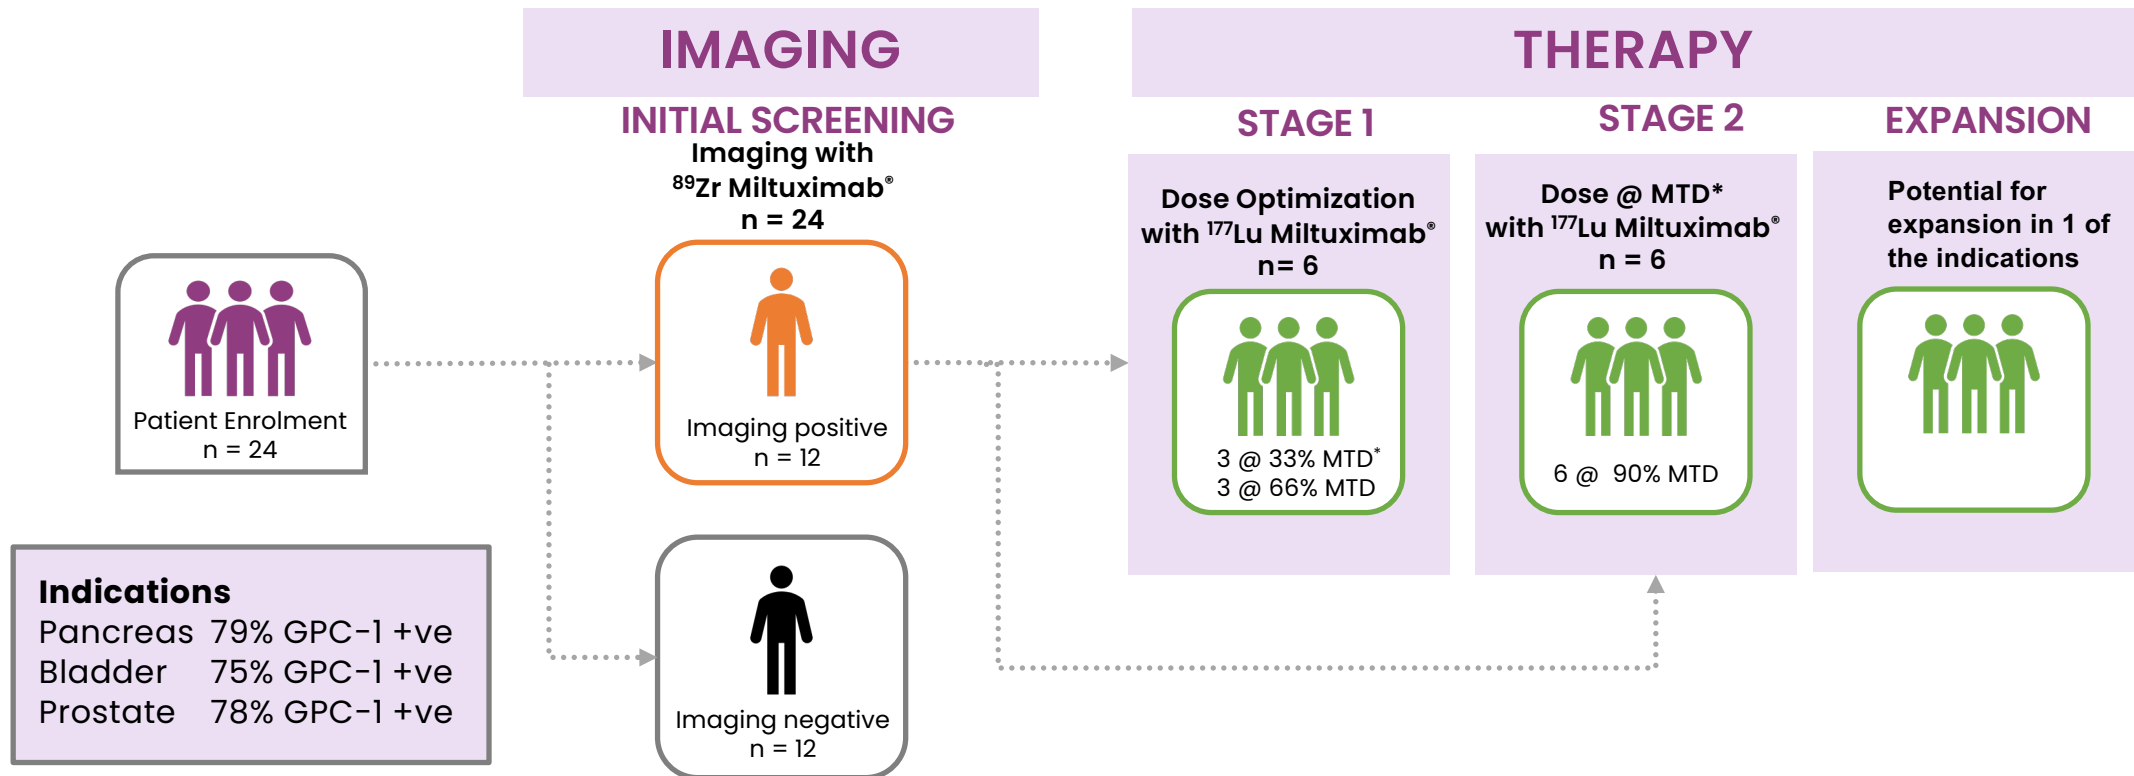 IMAGING
THERAPY
INITIAL SCREENING
Imaging with
⁸⁹Zr Miltuximab®
n = 24
STAGE 1
STAGE 2
EXPANSION
Dose Optimization
with ¹⁷⁷Lu Miltuximab®
n= 6
Dose @ MTD*
with ¹⁷⁷Lu Miltuximab®
n = 6
Potential for
expansion in 1 of
the indications
Patient Enrolment
n = 24
Imaging positive
n = 12
3 @ 33% MTD*
3 @ 66% MTD
6 @ 90% MTD
Indications
Pancreas 79% GPC-1 +ve
Bladder 75% GPC-1 +ve
Prostate 78% GPC-1 +ve
Imaging negative
n = 12